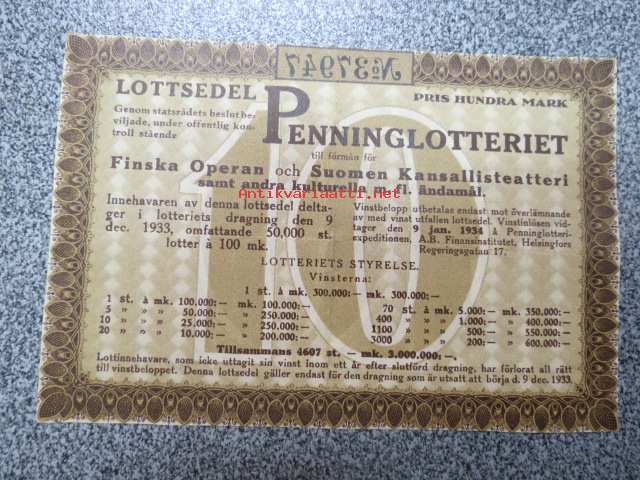 №37947
LOTTSEDEL
PRIS HUNDRA MARK
Genom statsrådets beslut be-
viljade, under offentlig kon-
troll stående
PENNINGLOTTERIET
till förmån för
Finska Operan och Suomen Kansallisteatteri
samt andra kulturella m. fl. ändamål.
Antikvariaatti.net
Innehavaren av denna lottsedel delta-
ger i lotteriets dragning den 9
dec. 1933, omfattande 50,000 st.
lotter à 100 mk.
Vinstbelopp utbetalas endast mot överlämnande
av med vinst utfallen lottsedel. Vinstinlösen vid-
tager den 9 jan. 1934 å Penninglotteri-
expeditionen, A.B. Finansinstitutet, Helsingfors
Regeringsgatan 17.
LOTTERIETS STYRELSE.
Vinsterna:
1 st. à mk. 300,000:— mk. 300,000:—
1 st. à mk. 100,000:— mk. 100,000:—
5 » » » 50,000:— » 250,000:—
10 » » » 25,000:— » 250,000:—
20 » » » 10,000:— » 200,000:—
70 st. à mk. 5,000:— mk. 350,000:—
400 » » » 1,000:— » 400,000:—
1100 » » » 500:— » 550,000:—
3000 » » » 200:— » 600,000:—
Tillsammans 4607 st. — mk. 3,000,000:—.
Lottinnehavare, som icke uttagit sin vinst inom ett år efter slutförd dragning, har förlorat all rätt
till vinstbeloppet. Denna lottsedel gäller endast för den dragning som är utsatt att börja d. 9 dec. 1933.
10